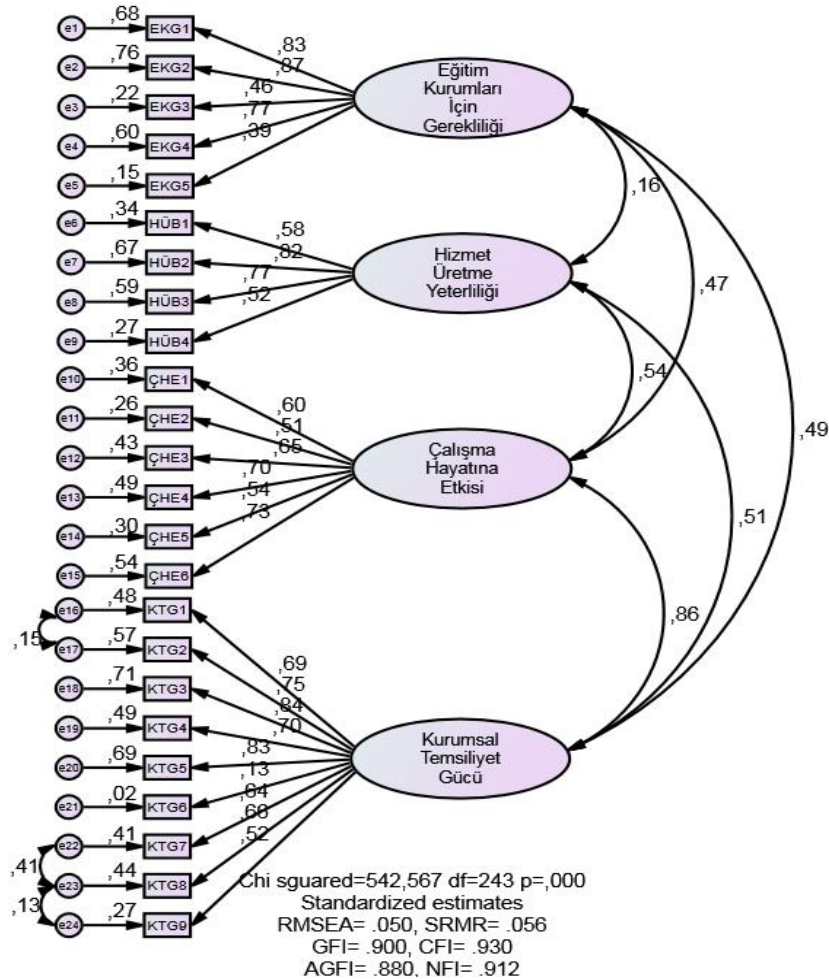 e1 ,68 EKG1
e2 ,76 EKG2
e3 ,22 EKG3
e4 ,60 EKG4
e5 ,15 EKG5
e6 ,34 HÜB1
e7 ,67 HÜB2
e8 ,59 HÜB3
e9 ,27 HÜB4
e10 ,36 ÇHE1
e11 ,26 ÇHE2
e12 ,43 ÇHE3
e13 ,49 ÇHE4
e14 ,30 ÇHE5
e15 ,54 ÇHE6
e16 ,48 KTG1
,15
e17 ,57 KTG2
e18 ,71 KTG3
e19 ,49 KTG4
e20 ,69 KTG5
e21 ,02 KTG6
e22 ,41 KTG7
,41
e23 ,44 KTG8
,13
e24 ,27 KTG9
,83
,87
,46
,77
,39
Eğitim
Kurumları
İçin
Gerekliliği
,58
,82
,77
,52
Hizmet
Üretme
Yeterliliği
,60
,51
,65
,70
,54
,73
Çalışma
Hayatına
Etkisi
,69
,75
,84
,70
,83
,13
,64
,66
,52
Kurumsal
Temsiliyet
Gücü
,16
,47
,54
,49
,51
,86
Chi sguared=542,567 df=243 p=,000
Standardized estimates
RMSEA= .050, SRMR= .056
GFI= .900, CFI= .930
AGFI= .880, NFI= .912